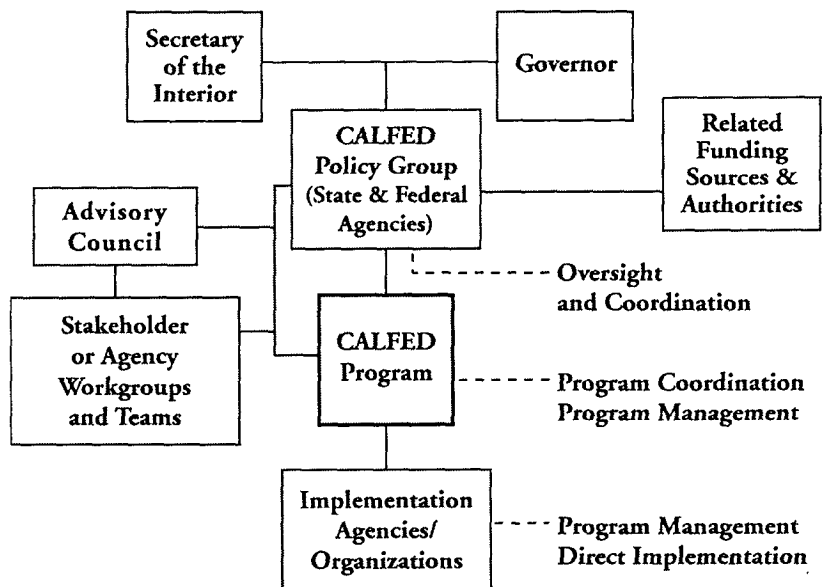 Secretary
of the
Interior
Governor
CALFED
Policy Group
(State & Federal
Agencies)
Related
Funding
Sources &
Authorities
Advisory
Council
Oversight
and Coordination
Stakeholder
or Agency
Workgroups
and Teams
CALFED
Program
Program Coordination
Program Management
Implementation
Agencies/
Organizations
Program Management
Direct Implementation